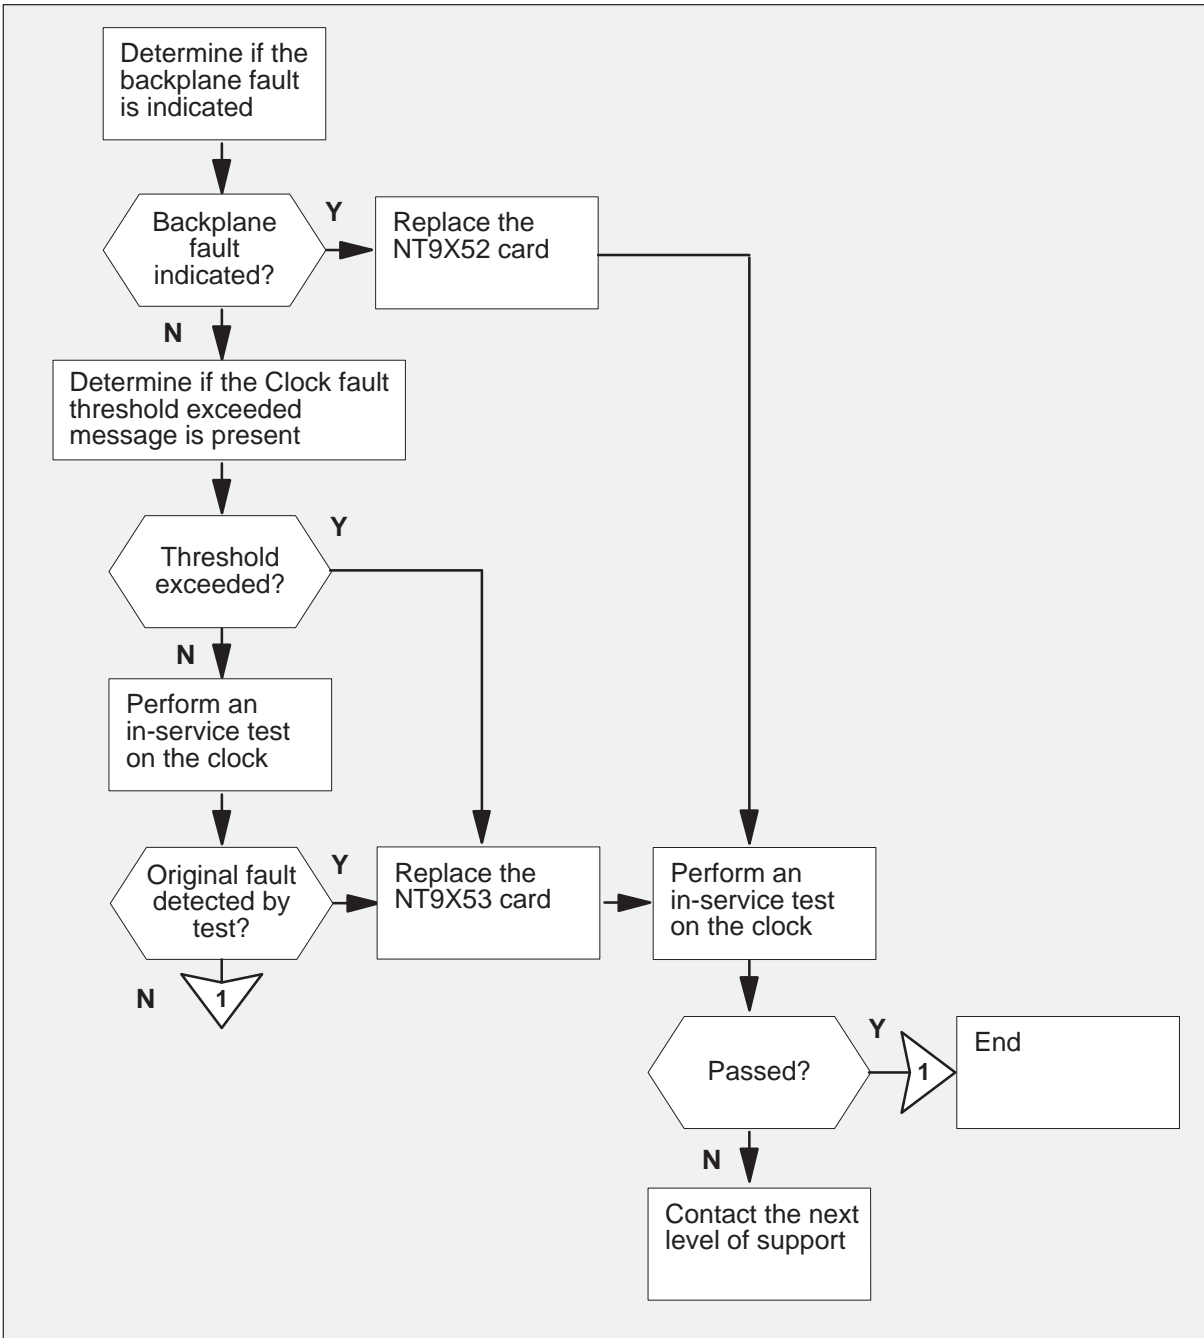 Determine if the
backplane fault
is indicated
Backplane
fault
indicated?
Y
Replace the
NT9X52 card
N
Determine if the Clock fault
threshold exceeded
message is present
Threshold
exceeded?
Y
N
Perform an
in-service test
on the clock
Original fault
detected by
test?
Y
Replace the
NT9X53 card
Perform an
in-service test
on the clock
N
1
Passed?
Y
1
End
N
Contact the next
level of support